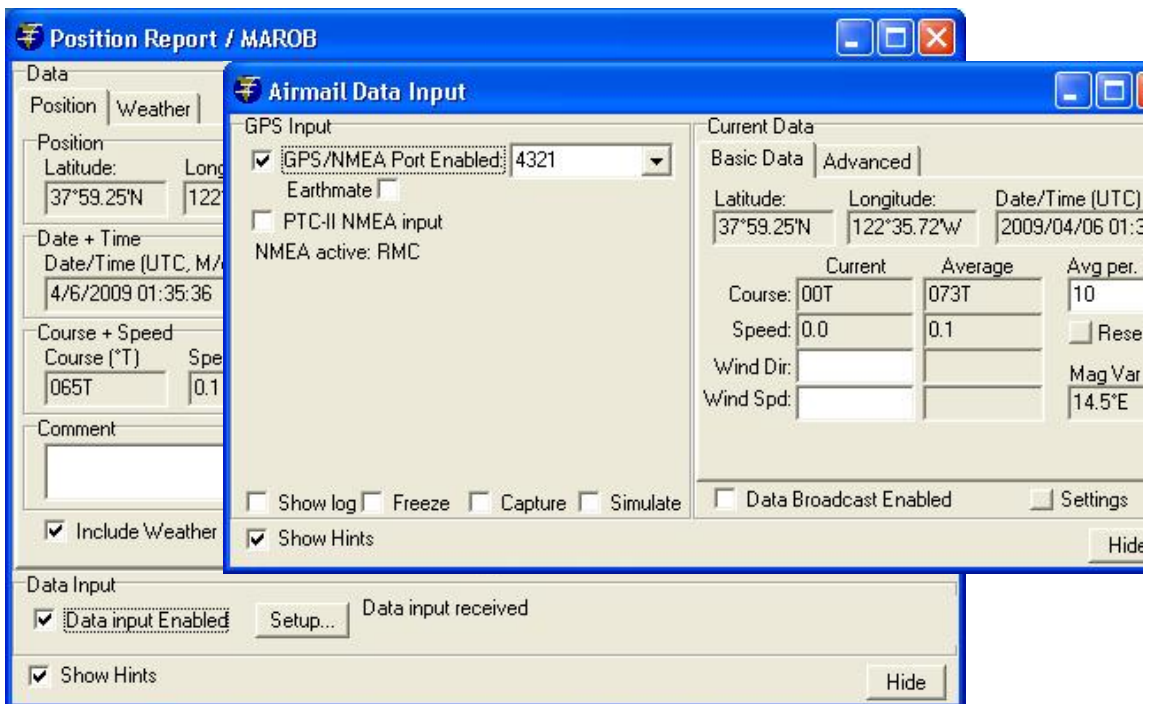 Position Report / MAROB
Data
Position Weather
Position
Latitude: Long
37°59.25'N 122°
Date + Time
Date/Time (UTC, M/
4/6/2009 01:35:36
Course + Speed
Course (°T) Spe
065T 0.1
Comment
Include Weather
Data Input
Data input Enabled Setup... Data input received
Show Hints Hide
Airmail Data Input
GPS Input
GPS/NMEA Port Enabled: 4321
Earthmate
PTC-II NMEA input
NMEA active: RMC
Show log Freeze Capture Simulate
Show Hints
Current Data
Basic Data Advanced
Latitude: Longitude: Date/Time (UTC)
37°59.25'N 122°35.72'W 2009/04/06 01:3
Current Average Avg per.
Course: 00T 073T 10
Speed: 0.0 0.1 Rese
Wind Dir: Mag Var
Wind Spd: 14.5°E
Data Broadcast Enabled Settings
Hide